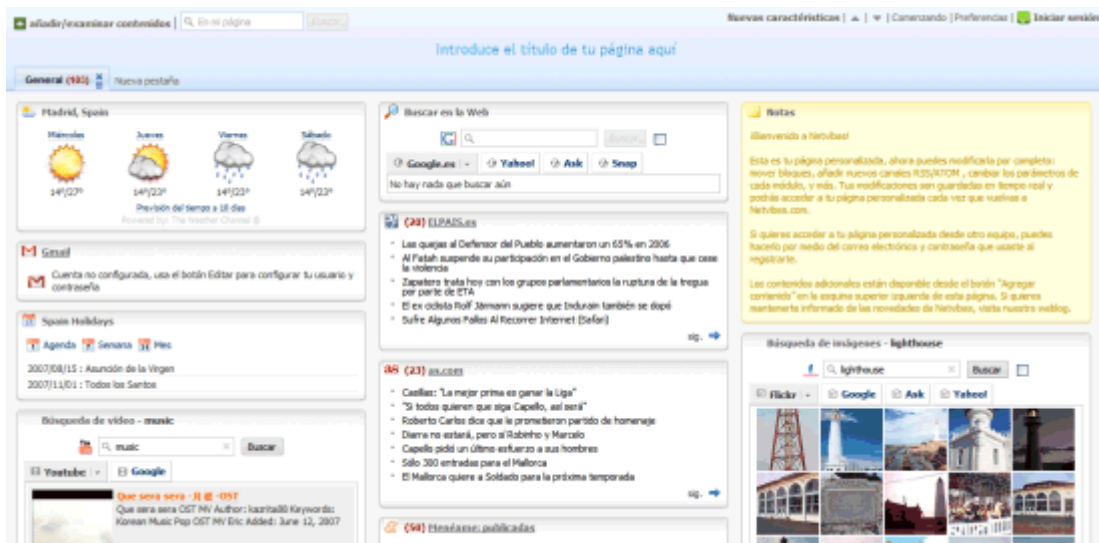 añadir/examinar contenidos | En mi página Buscar...
Nuevas características | Comenzando | Preferencias | Iniciar sesión
Introduce el título de tu página aquí
General (103) Nueva pestaña
Madrid, Spain
Miércoles Jueves Viernes Sábado
14º/27º 14º/23º 14º/23º 14º/23º
Previsión del tiempo a 10 días
Powered by: The Weather Channel ®
Gmail
Cuenta no configurada, usa el botón Editar para configurar tu usuario y
contraseña
Spain Holidays
Agenda Semana Mes
2007/08/15 : Asunción de la Virgen
2007/11/01 : Todos los Santos
Búsqueda de vídeo - music
music Buscar
Youtube Google
Que sera sera - -OST
Que sera sera OST MV Author: Keywords:
Korean Music Pop OST MV Eric Added: June 12, 2007
Buscar en la Web
Buscar...
Google.es Yahoo! Ask Snap
No hay nada que buscar aún
(20) ELPAIS.es
Las quejas al Defensor del Pueblo aumentaron un 65% en 2006
Al Fatah suspende su participación en el Gobierno palestino hasta que cese
la violencia
Zapatero trata hoy con los grupos parlamentarios la ruptura de la tregua
por parte de ETA
El ex ciclista Rolf Järmann sugiere que Indurain también se dopó
Sufre Algunos Fallos Al Recorrer Internet (Safari)
sig.
as (23) as.com
Casillas: "La mejor prima es ganar la Liga"
"Si todos quieren que siga Capello, así será"
Roberto Carlos dice que le prometieron partido de homenaje
Diarra no estará, pero sí Robinho y Marcelo
Capello pidió un último esfuerzo a sus hombres
Sólo 300 entradas para el Mallorca
El Mallorca quiere a Soldado para la próxima temporada
sig.
(50) Menéame: publicadas
Notas
¡Bienvenido a Netvibes!
Esta es tu página personalizada, ahora puedes modificarla por completo:
mover bloques, añadir nuevos canales RSS/ATOM , cambiar los parámetros de
cada módulo, y más. Tus modificaciones son guardadas en tiempo real y
podrás acceder a tu página personalizada cada vez que vuelvas a
Netvibes.com.
Si quieres acceder a tu página personalizada desde otro equipo, puedes
hacerlo por medio del correo electrónico y contraseña que usaste al
registrarte.
Los contenidos adicionales están disponible desde el botón "Agregar
contenido" en la esquina superior izquierda de esta página. Si quieres
mantenerte informado de las novedades de Netvibes, visita nuestro weblog.
Búsqueda de imágenes - lighthouse
lighthouse Buscar
Flickr Google Ask Yahoo!